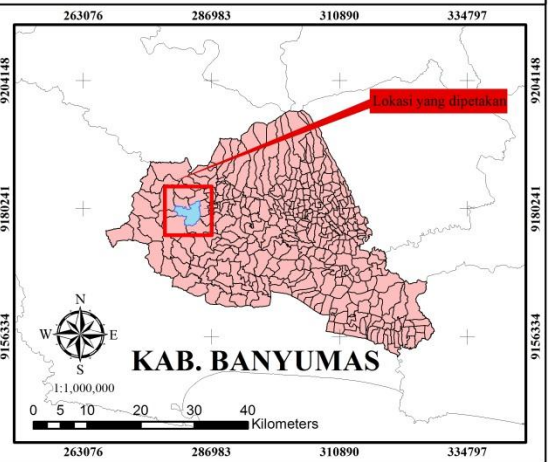 263076 286983 310890 334797
9204148
9204148
Lokasi yang dipetakan
9180241
9180241
N
W E
S
9156334
9156334
KAB. BANYUMAS
1:1,000,000
0 5 10 20 30 40
Kilometers
263076 286983 310890 334797